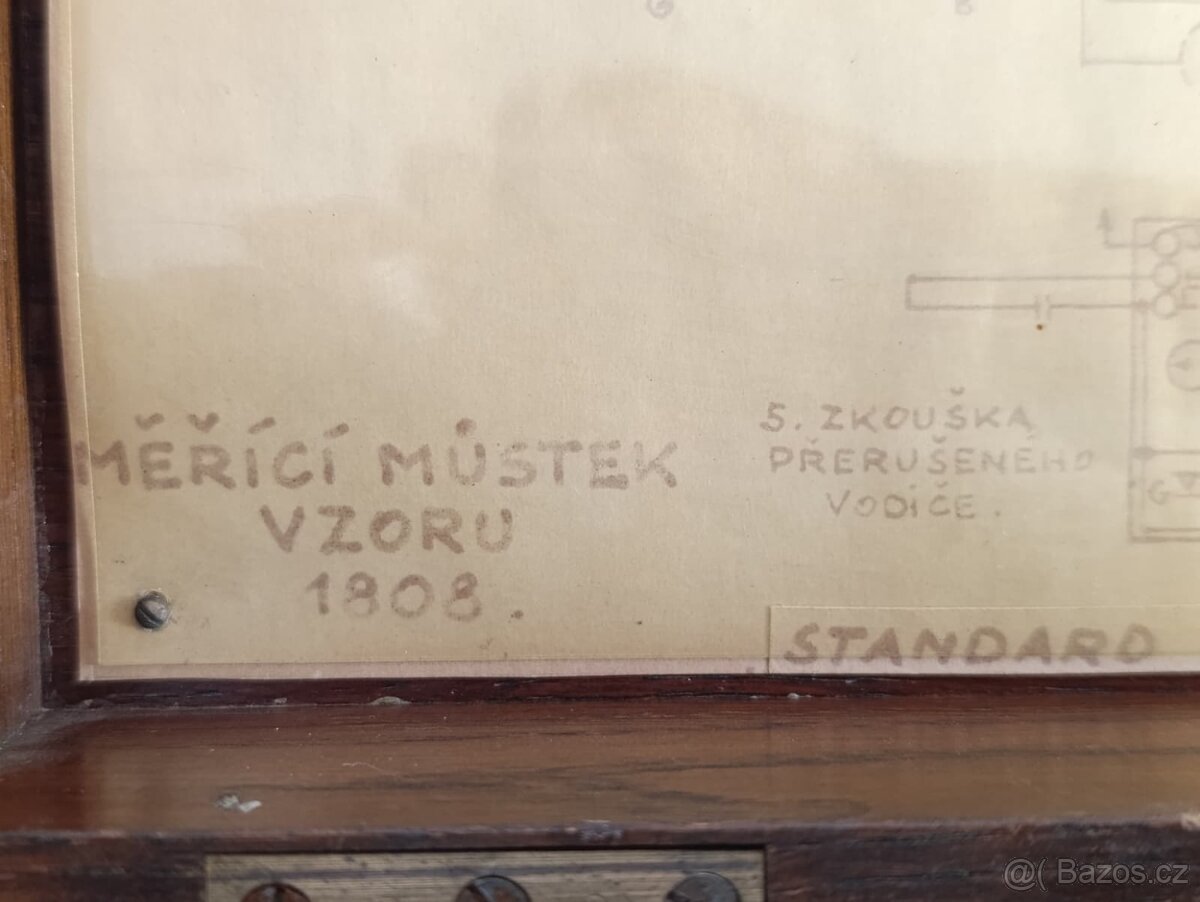 G
B
MĚŘÍCÍ MŮSTEK
VZORU
1808.
5. ZKOUŠKA
PŘERUŠENÉHO
VODIČE.
G
STANDARD
@( Bazos.cz